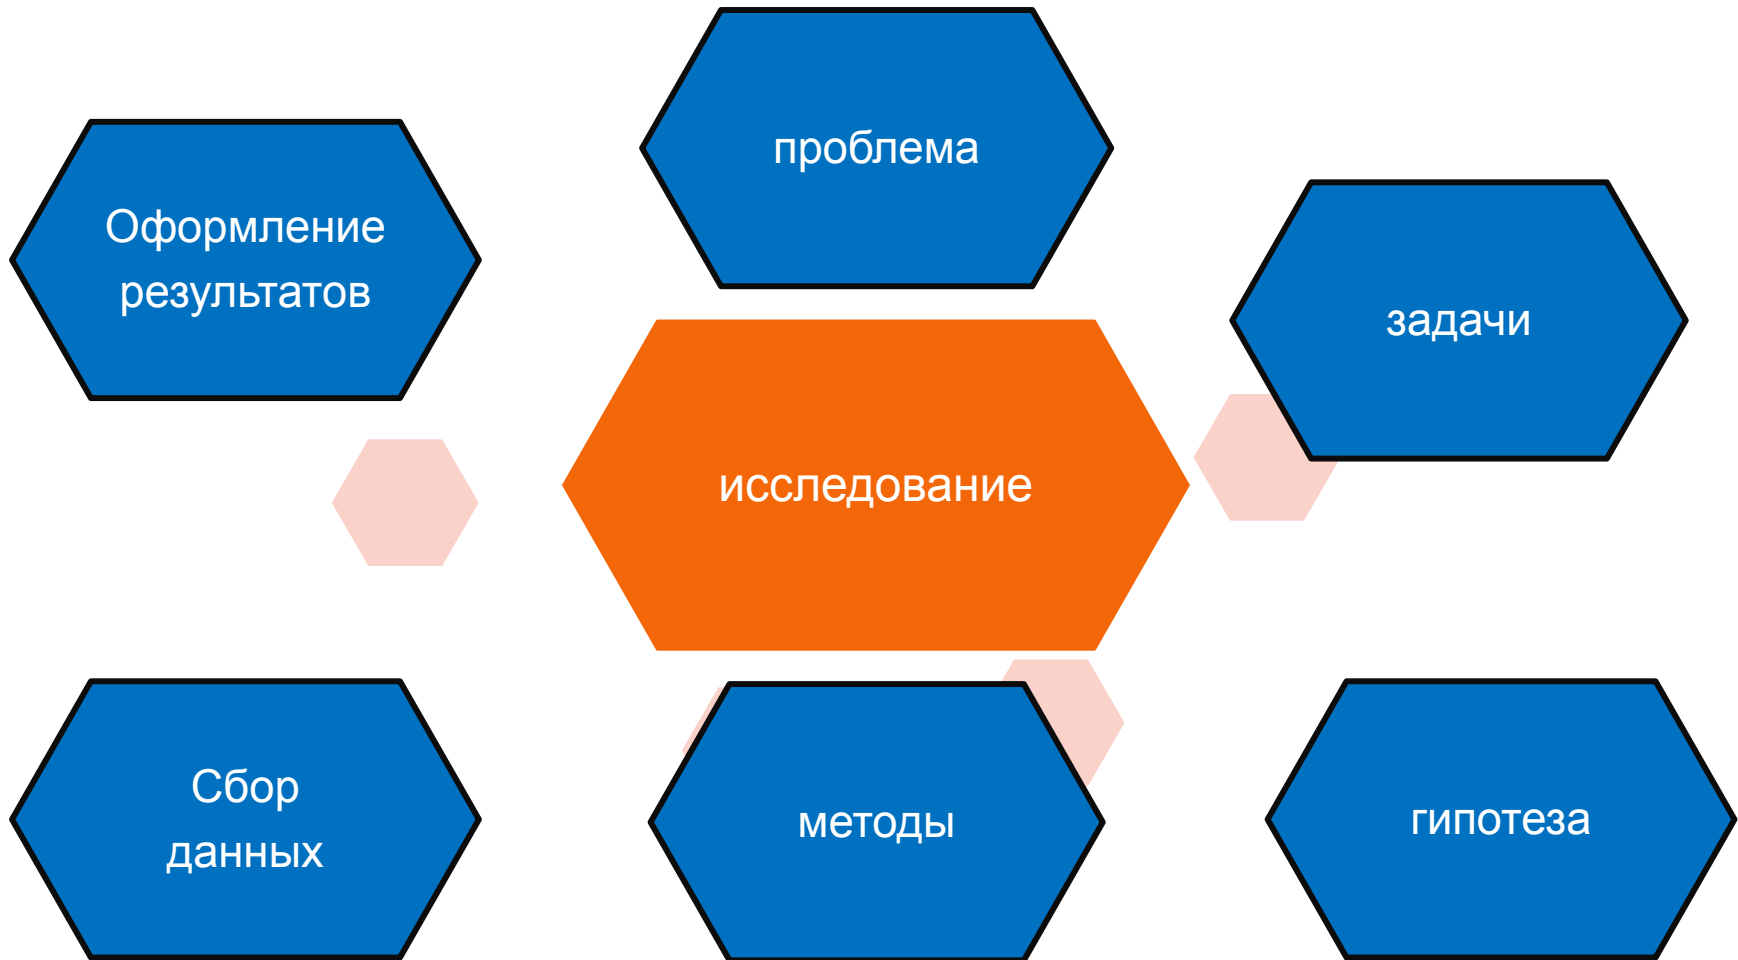 проблема
Оформление
результатов
задачи
исследование
Сбор
данных
методы
гипотеза